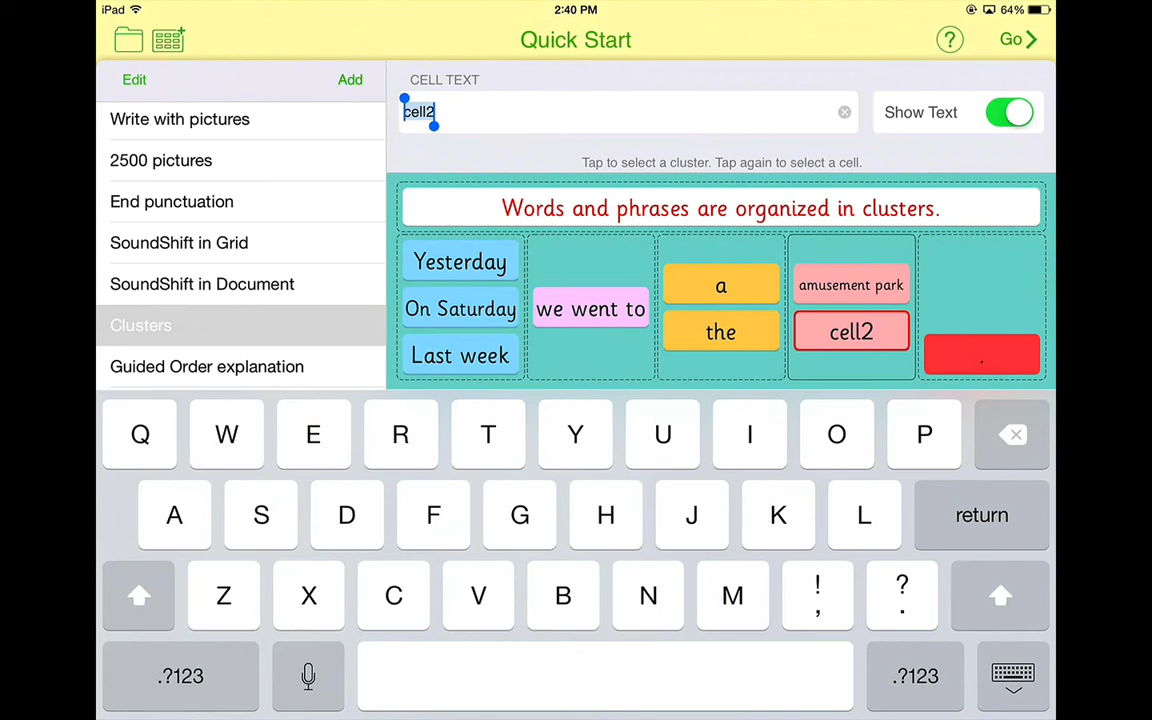 iPad 2:40 PM 64%
Quick Start
? Go
Edit Add
Write with pictures
2500 pictures
End punctuation
SoundShift in Grid
SoundShift in Document
Clusters
Guided Order explanation
CELL TEXT
cell2
Show Text
Tap to select a cluster. Tap again to select a cell.
Words and phrases are organized in clusters.
Yesterday
On Saturday
Last week
we went to
a
the
amusement park
cell2
.
Q W E R T Y U I O P
A S D F G H J K L return
Z X C V B N M ! , ? .
.?123 .?123